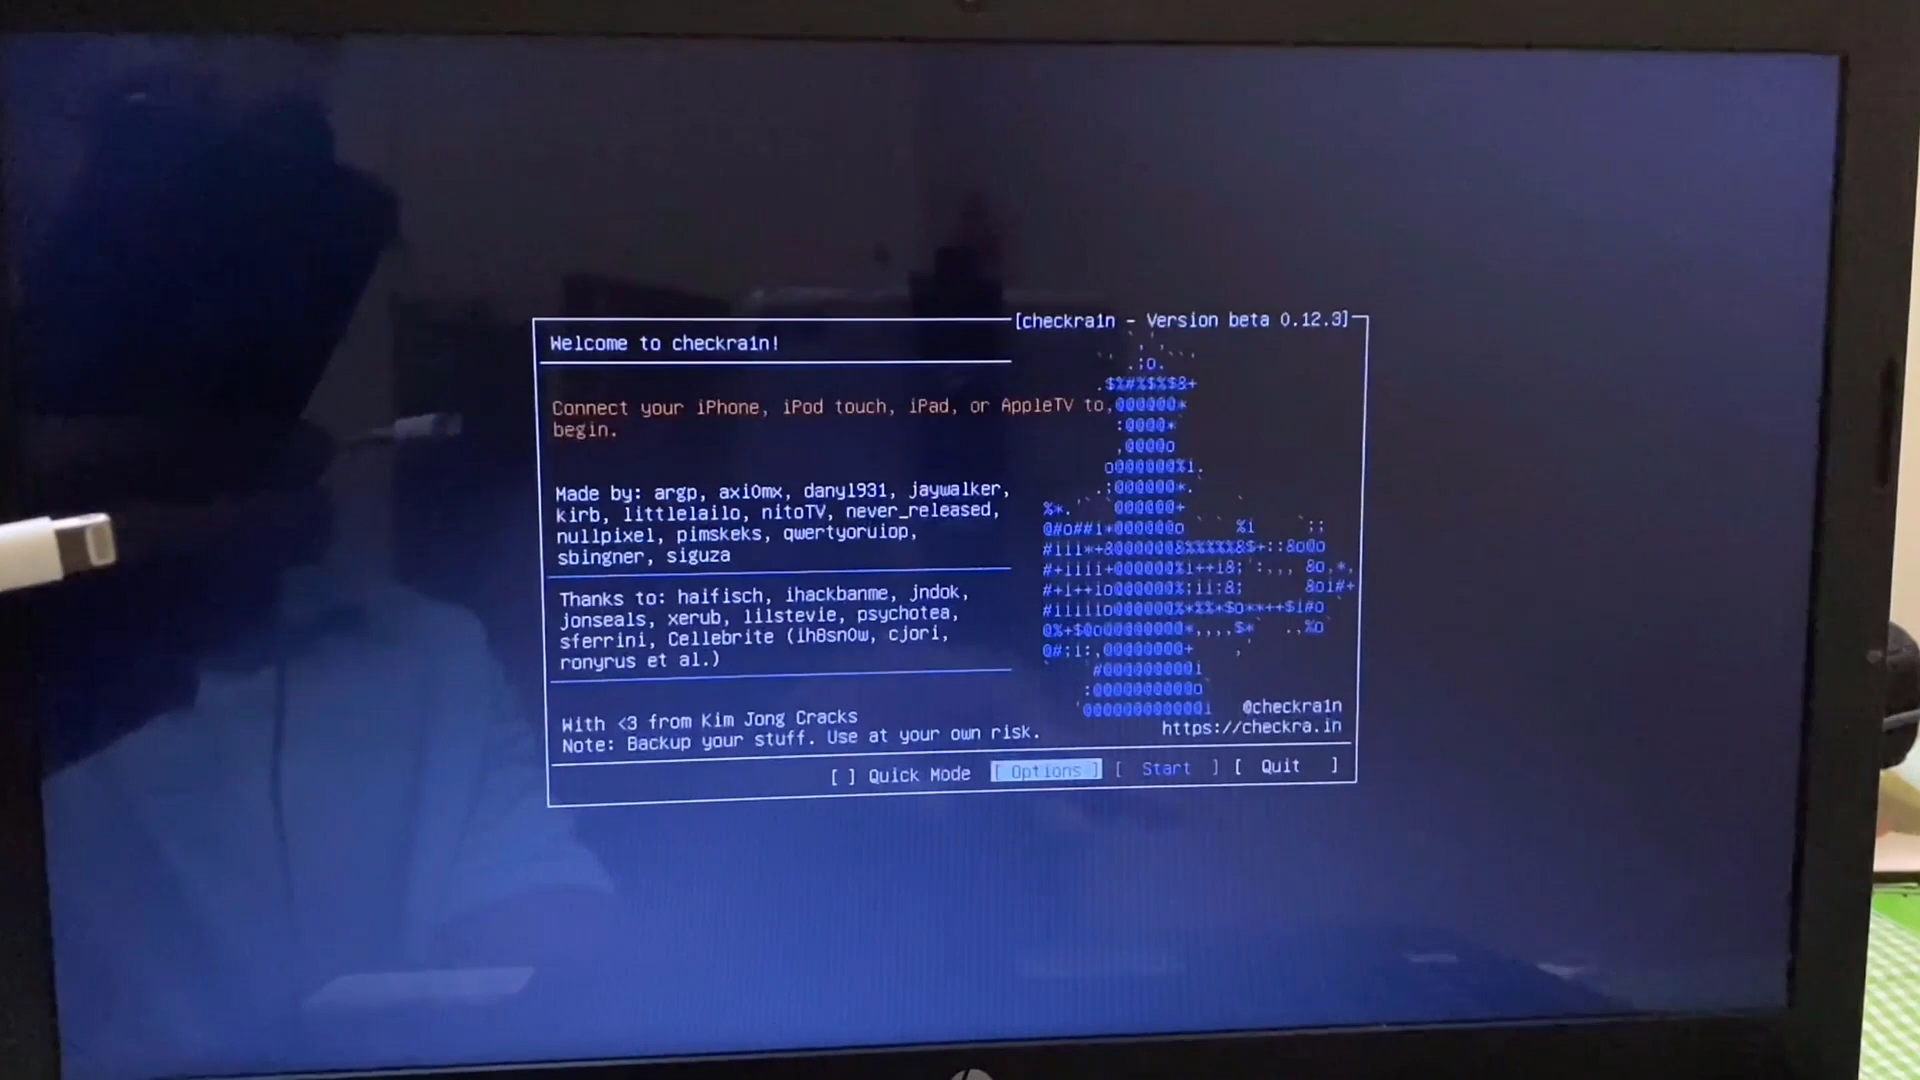 [checkra1n - Version beta 0.12.3]
Welcome to checkra1n!
Connect your iPhone, iPod touch, iPad, or AppleTV to
begin.
Made by: argp, axi0mx, danyl931, jaywalker,
kirb, littlelailo, nitoTV, never_released,
nullpixel, pimskeks, qwertyoruiop,
sbingner, siguza
Thanks to: haifisch, ihackbanme, jndok,
jonseals, xerub, lilstevie, psychotea,
sferrini, Cellebrite (ih8sn0w, cjori,
ronyrus et al.)
With <3 from Kim Jong Cracks
Note: Backup your stuff. Use at your own risk.
@checkra1n
https://checkra.in
[ ] Quick Mode [ Options ] [ Start ] [ Quit ]